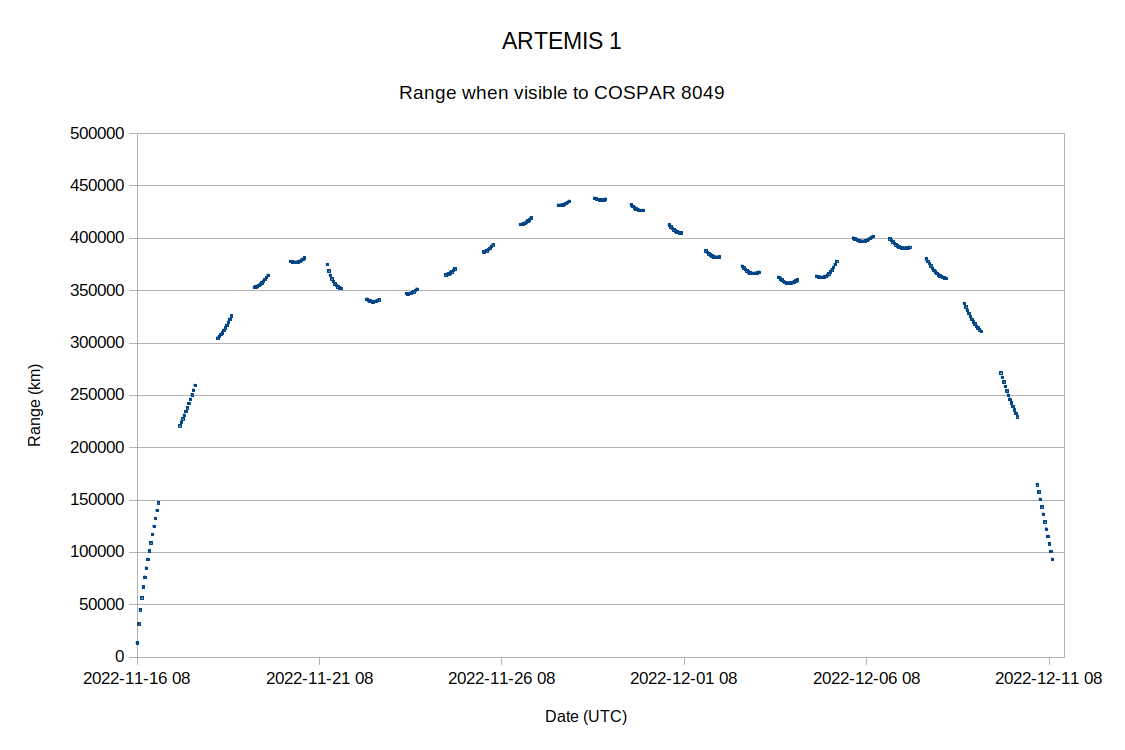 ARTEMIS 1
Range when visible to COSPAR 8049
500000
450000
400000
350000
300000
250000
200000
150000
100000
50000
0
Range (km)
2022-11-16 08 2022-11-21 08 2022-11-26 08 2022-12-01 08 2022-12-06 08 2022-12-11 08
Date (UTC)